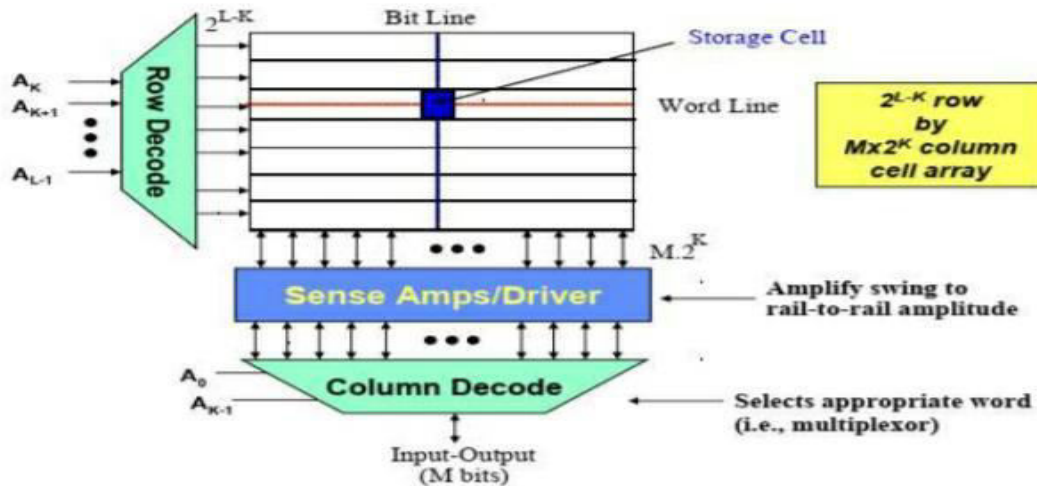 2^L-K
Bit Line
Storage Cell
Row Decode
A_K
A_K+1
A_L-1
Word Line
2^L-K row
by
Mx2^K column
cell array
M.2^K
Sense Amps/Driver
Amplify swing to
rail-to-rail amplitude
A_0
A_K-1
Column Decode
Selects appropriate word
(i.e., multiplexor)
Input-Output
(M bits)